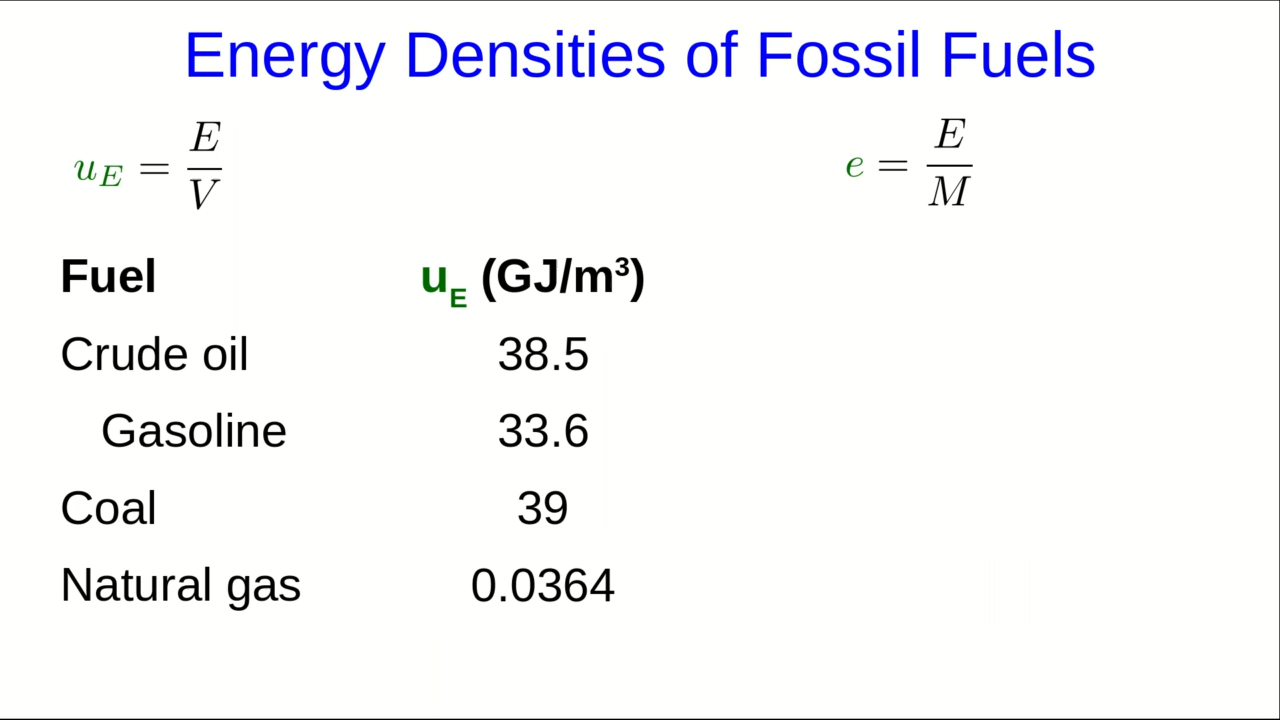 Energy Densities of Fossil Fuels
u_E = E/V
e = E/M
Fuel u_E (GJ/m³)
Crude oil 38.5
Gasoline 33.6
Coal 39
Natural gas 0.0364